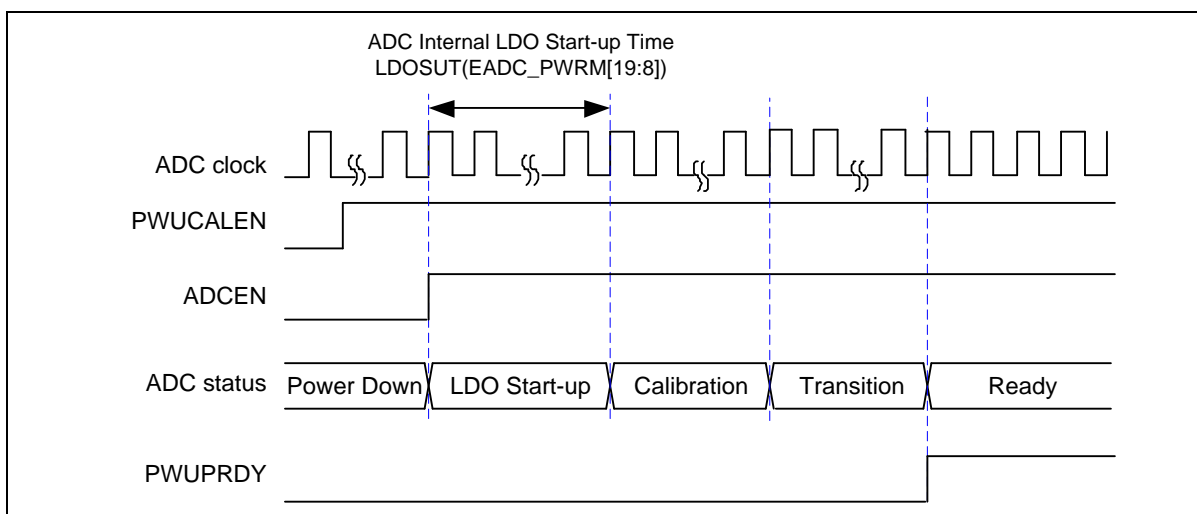 ADC Internal LDO Start-up Time
LDOSUT(EADC_PWRM[19:8])
ADC clock
PWUCALEN
ADCEN
ADC status Power Down LDO Start-up Calibration Transition Ready
PWUPRDY